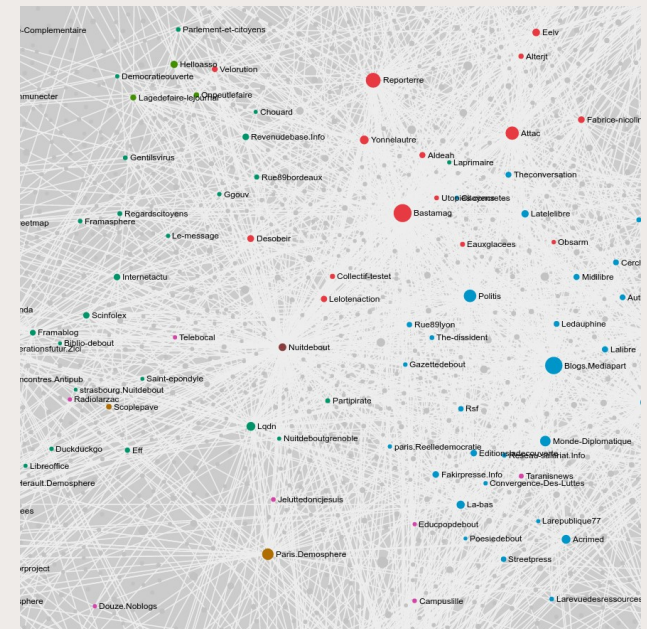 -Complementaire
Parlement-et-citoyens
Eelv
Alterjt
Helloasso
Velorution
Democratieouverte
Reporterre
Lagedefaire-lejournal
Onpeutlefaire
Chouard
Fabrice-nicolin
Revenudebase.Info
Yonnelautre
Attac
Aldeah
Laprimaire
Gentilsvirus
Rue89bordeaux
Theconversation
Ggouv
Regardscitoyens
Framasphere
Bastamag
Latelelibre
Le-message
Desobeir
Eauxglacees
Obsarm
Internetactu
Collectif-testet
Midilibre
Cercl
Lelotenaction
Politis
Aut
Scinfolex
Framablog
Rue89lyon
Ledauphine
Biblio-debout
Telebocal
Nuitdebout
The-dissident
Lalibre
Gazettedebout
Blogs.Mediapart
Saint-epondyle
strasbourg.Nuitdebout
Radiolarzac
Scoplepave
Partipirate
Rsf
Lqdn
Nuitdeboutgrenoble
Duckduckgo
Eff
paris.Reelledemocratie
Monde-Diplomatique
Libreoffice
Fakirpresse.Info
Taranisnews
Convergence-Des-Luttes
Jeluttedoncjesuis
La-bas
Educpopdebout
Larepublique77
Poesiedebout
Acrimed
Paris.Demosphere
Streetpress
Douze.Noblogs
Campuslille
Larevuedesressources